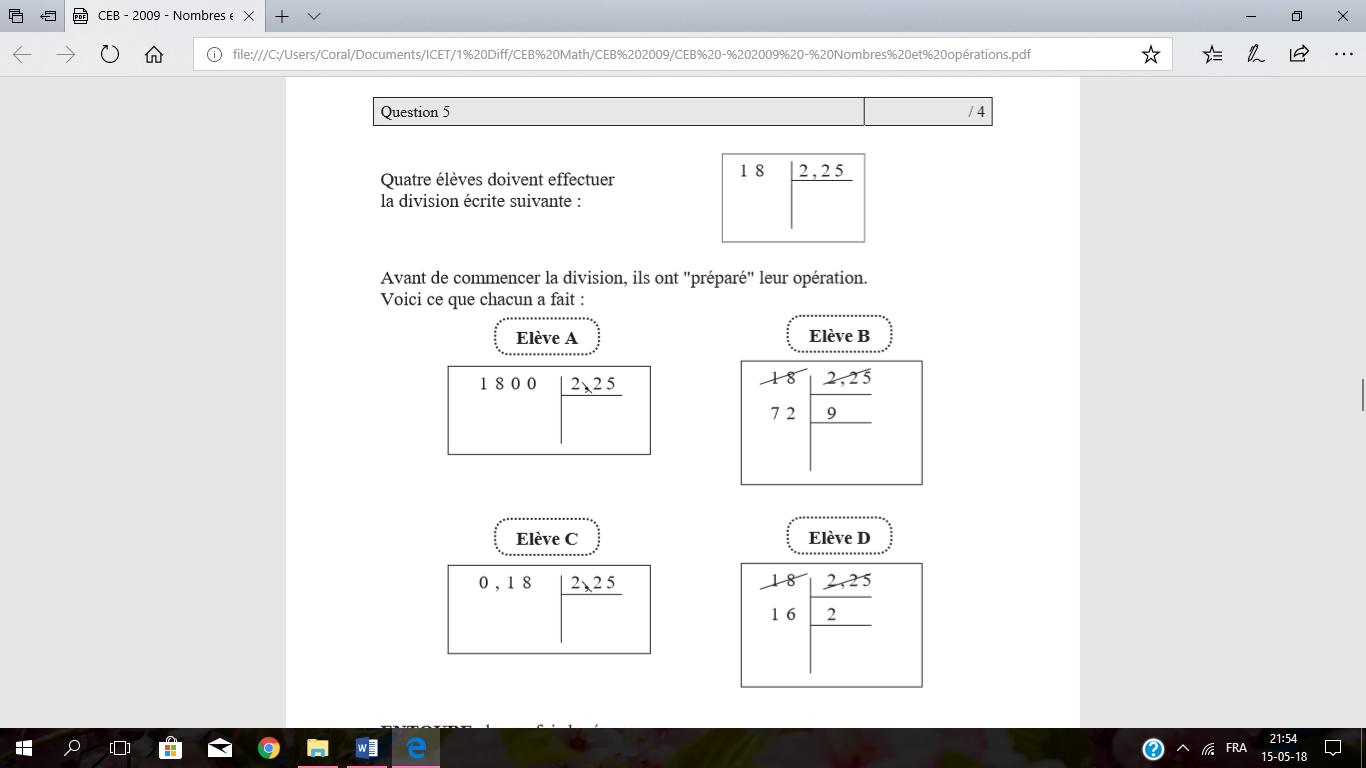 CEB - 2009 - Nombres e
file:///C:/Users/Coral/Documents/ICET/1%20Diff/CEB%20Math/CEB%202009/CEB%20-%202009%20-%20Nombres%20et%20opérations.pdf
Question 5 / 4
Quatre élèves doivent effectuer
la division écrite suivante :
1 8 2 , 2 5
Avant de commencer la division, ils ont "préparé" leur opération.
Voici ce que chacun a fait :
Elève A
1 8 0 0 2 , 2 5
Elève B
1 8 2 , 2 5
7 2 9
Elève C
0 , 1 8 2 , 2 5
Elève D
1 8 2 , 2 5
1 6 2
FRA
21:54
15-05-18